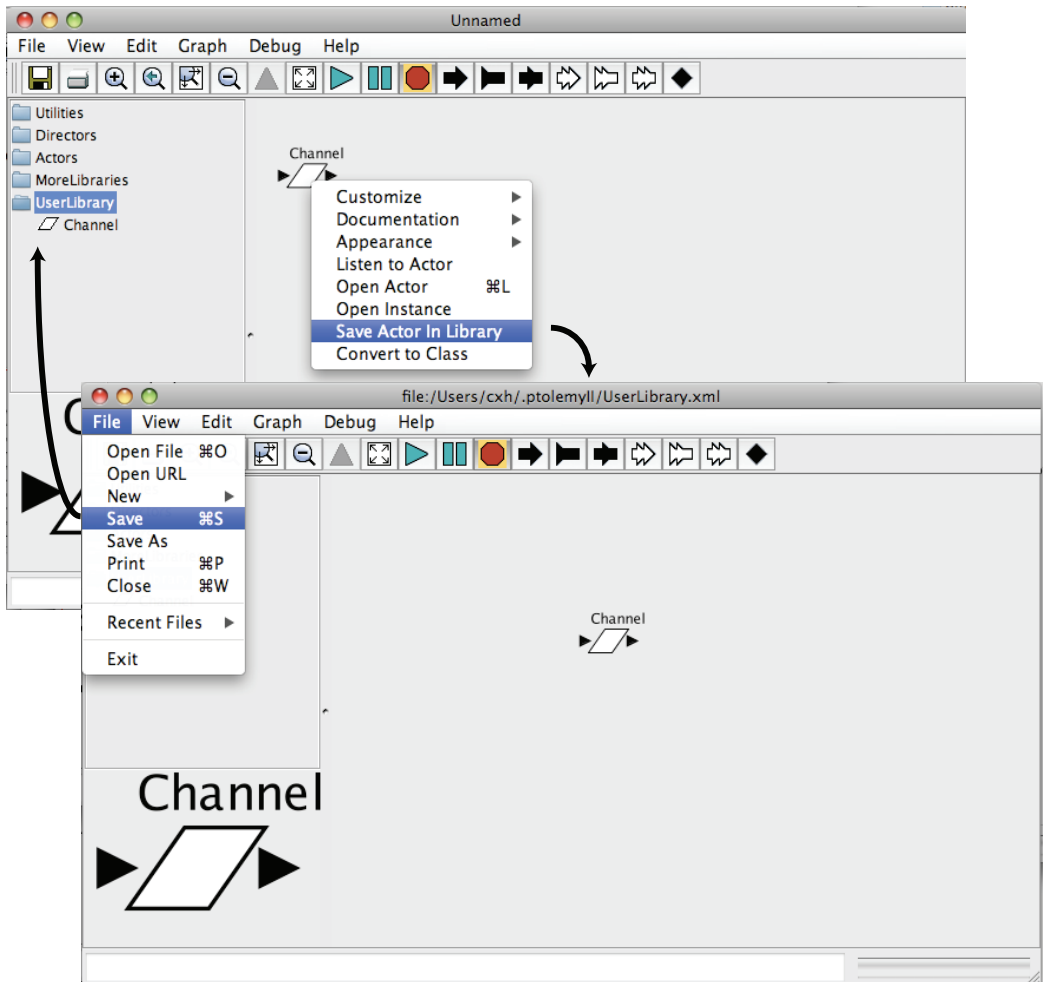 Unnamed
File View Edit Graph Debug Help
Utilities
Directors
Actors
MoreLibraries
UserLibrary
Channel
Channel
Customize
Documentation
Appearance
Listen to Actor
Open Actor ⌘L
Open Instance
Save Actor In Library
Convert to Class
file:/Users/cxh/.ptolemyII/UserLibrary.xml
File View Edit Graph Debug Help
Open File ⌘O
Open URL
New
Save ⌘S
Save As
Print ⌘P
Close ⌘W
Recent Files
Exit
Channel
Channel